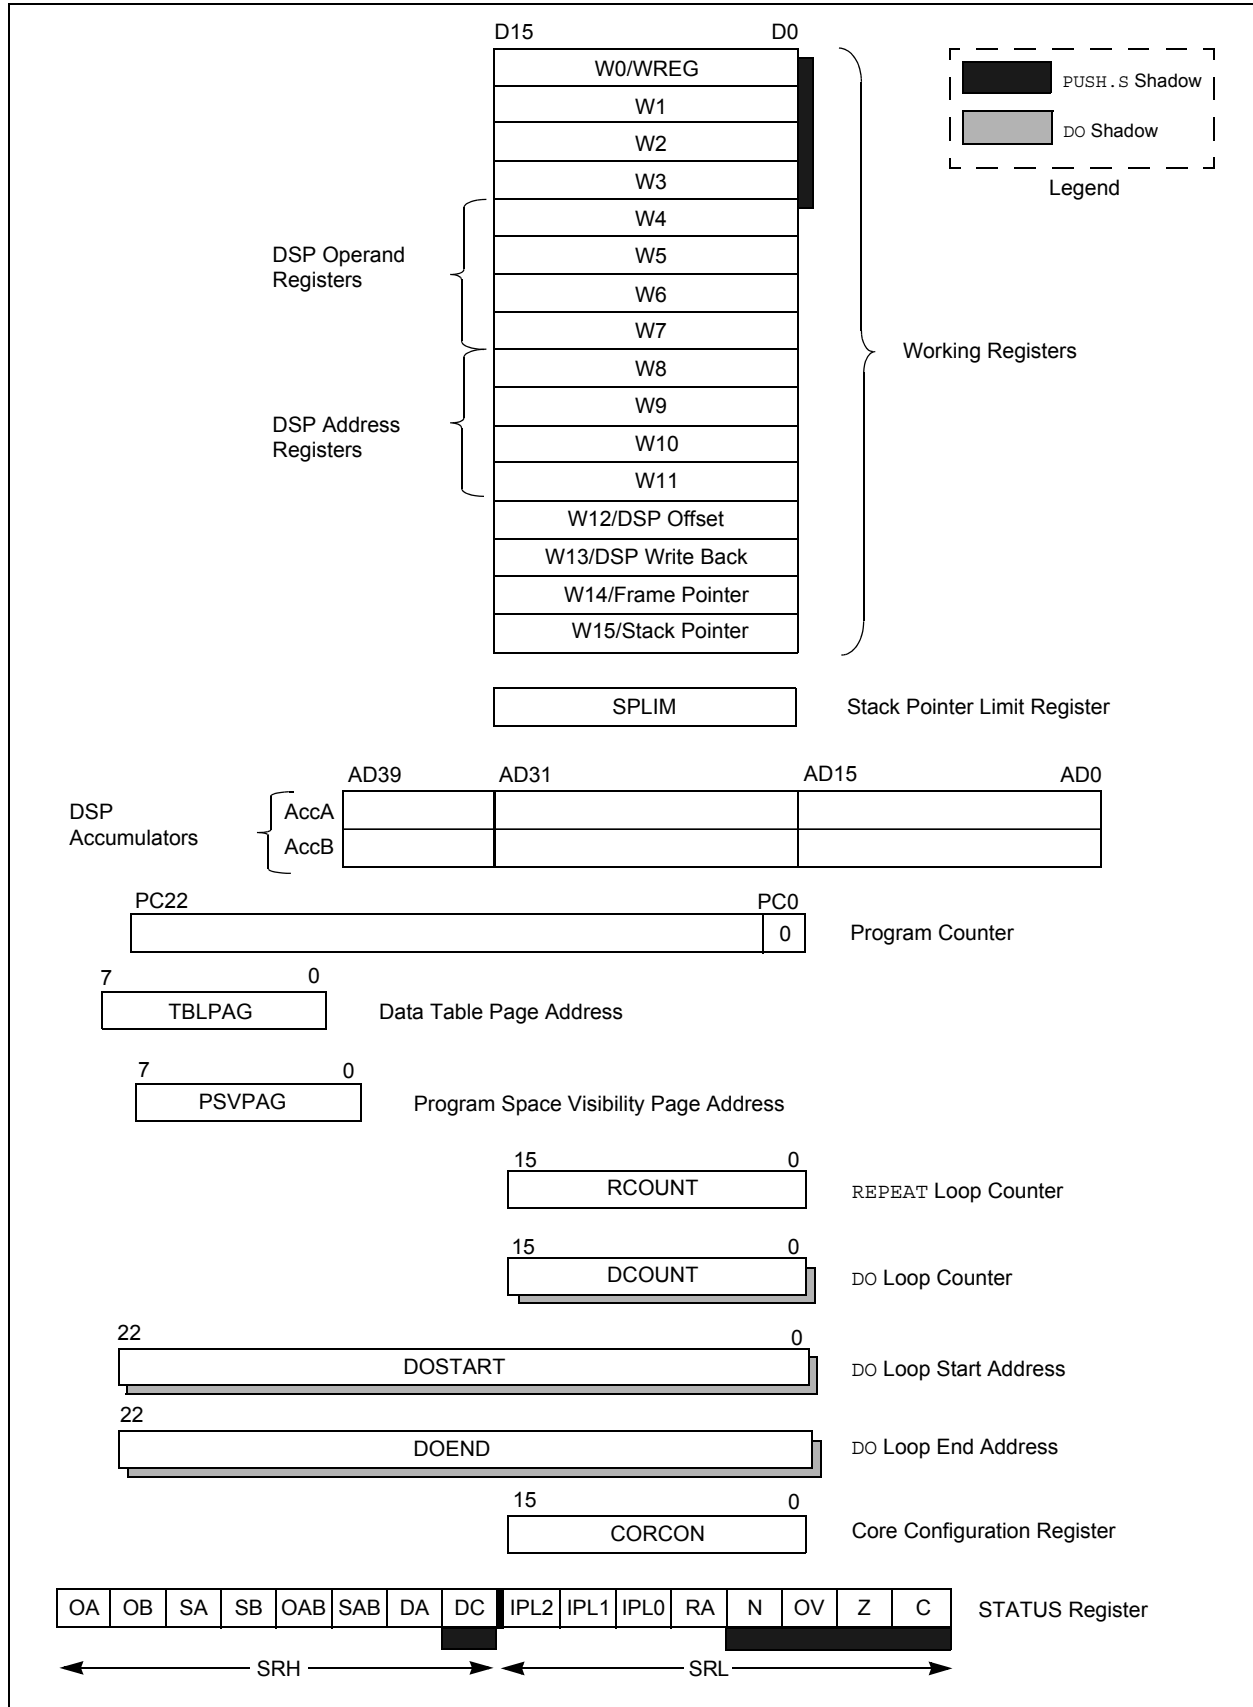 D15 D0
W0/WREG
PUSH.S Shadow
W1
DO Shadow
W2
W3
Legend
W4
DSP Operand
Registers
W5
W6
W7
Working Registers
W8
W9
DSP Address
Registers
W10
W11
W12/DSP Offset
W13/DSP Write Back
W14/Frame Pointer
W15/Stack Pointer
SPLIM Stack Pointer Limit Register
AD39 AD31 AD15 AD0
DSP
Accumulators
AccA
AccB
PC22 PC0
0 Program Counter
7 0
TBLPAG Data Table Page Address
7 0
PSVPAG Program Space Visibility Page Address
15 0
RCOUNT REPEAT Loop Counter
15 0
DCOUNT DO Loop Counter
22 0
DOSTART DO Loop Start Address
22
DOEND DO Loop End Address
15 0
CORCON Core Configuration Register
OA OB SA SB OAB SAB DA DC IPL2 IPL1 IPL0 RA N OV Z C STATUS Register
SRH SRL